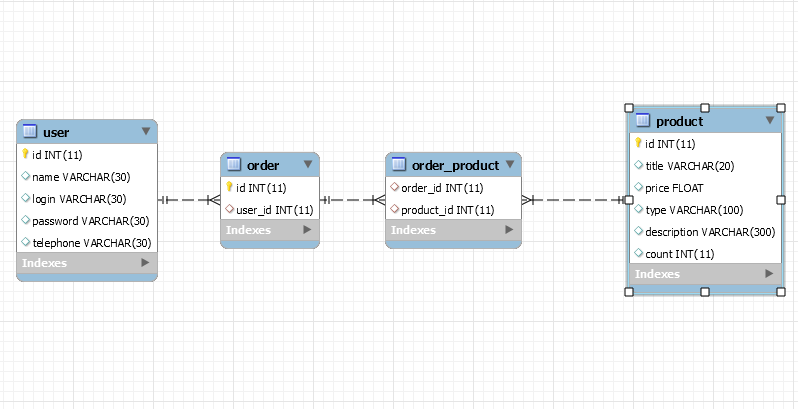 user
id INT(11)
name VARCHAR(30)
login VARCHAR(30)
password VARCHAR(30)
telephone VARCHAR(30)
Indexes
order
id INT(11)
user_id INT(11)
Indexes
order_product
order_id INT(11)
product_id INT(11)
Indexes
product
id INT(11)
title VARCHAR(20)
price FLOAT
type VARCHAR(100)
description VARCHAR(300)
count INT(11)
Indexes